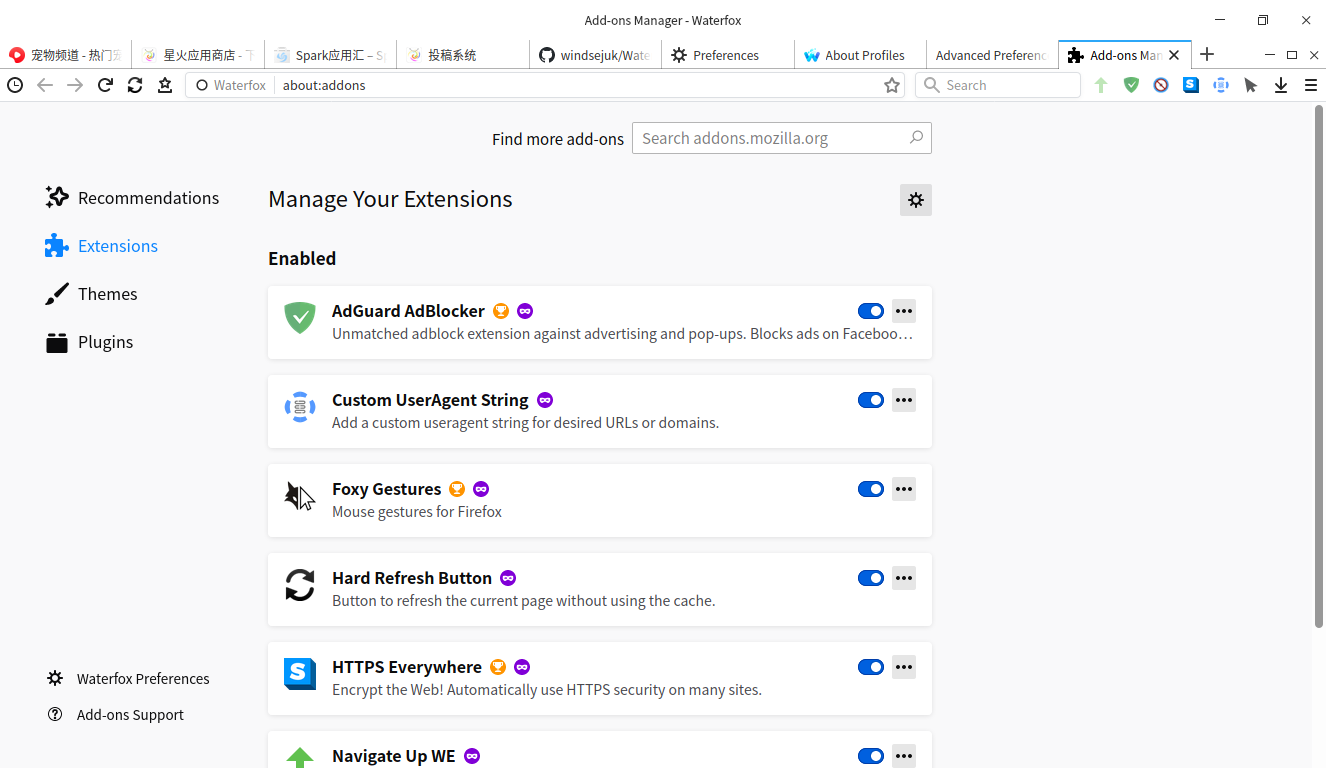 Add-ons Manager - Waterfox
宠物频道 - 热门
星火应用商店 - 
Spark应用汇 – S
投稿系统
windsejuk/Wate
Preferences
About Profiles
Advanced Preferenc
Add-ons Man
Waterfox
about:addons
Search
Find more add-ons
Search addons.mozilla.org
Recommendations
Extensions
Themes
Plugins
Manage Your Extensions
Enabled
AdGuard AdBlocker
Unmatched adblock extension against advertising and pop-ups. Blocks ads on Faceboo…
Custom UserAgent String
Add a custom useragent string for desired URLs or domains.
Foxy Gestures
Mouse gestures for Firefox
Hard Refresh Button
Button to refresh the current page without using the cache.
HTTPS Everywhere
Encrypt the Web! Automatically use HTTPS security on many sites.
Navigate Up WE
Waterfox Preferences
Add-ons Support